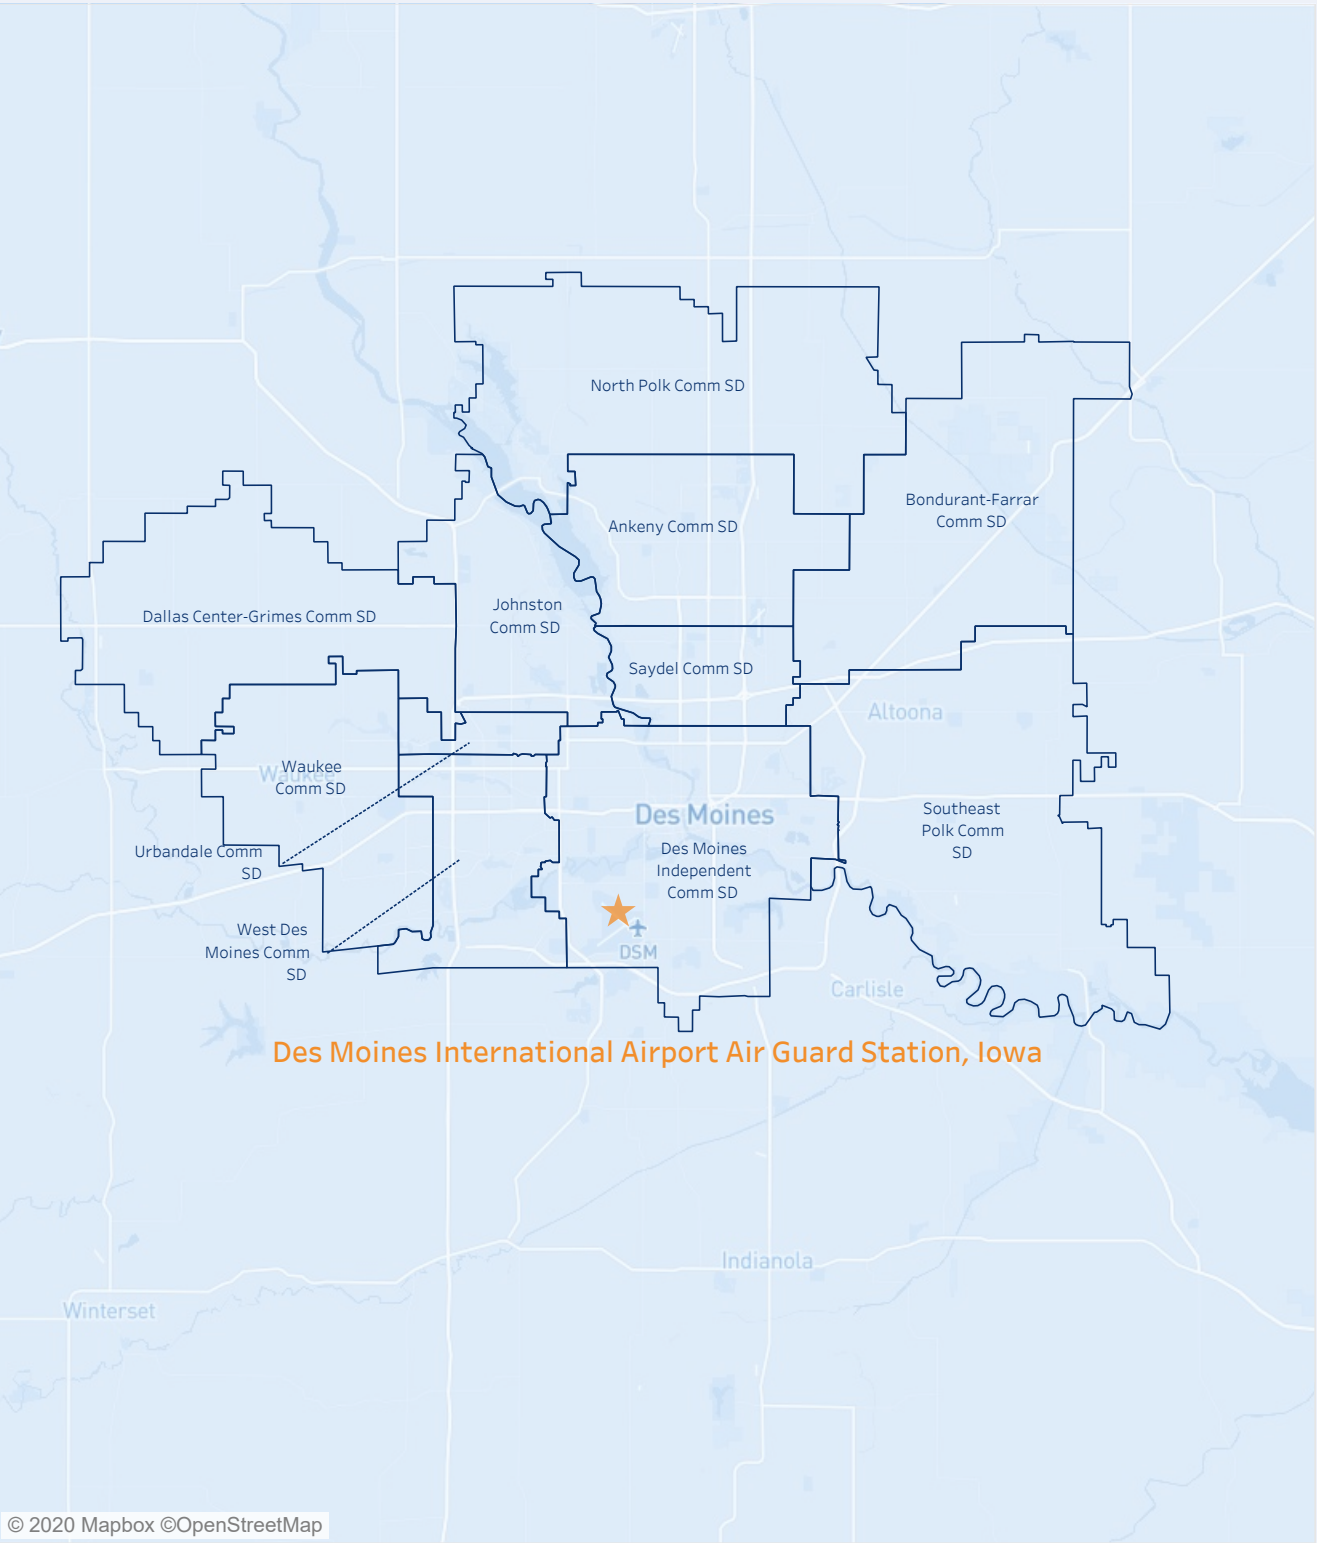 North Polk Comm SD
Bondurant-Farrar
Comm SD
Ankeny Comm SD
Johnston
Comm SD
Dallas Center-Grimes Comm SD
Saydel Comm SD
Altoona
Waukee
Waukee
Comm SD
Des Moines
Southeast
Polk Comm
SD
Des Moines
Independent
Comm SD
Urbandale Comm
SD
West Des
Moines Comm
SD
DSM
Carlisle
Des Moines International Airport Air Guard Station, Iowa
Indianola
Winterset
© 2020 Mapbox ©OpenStreetMap